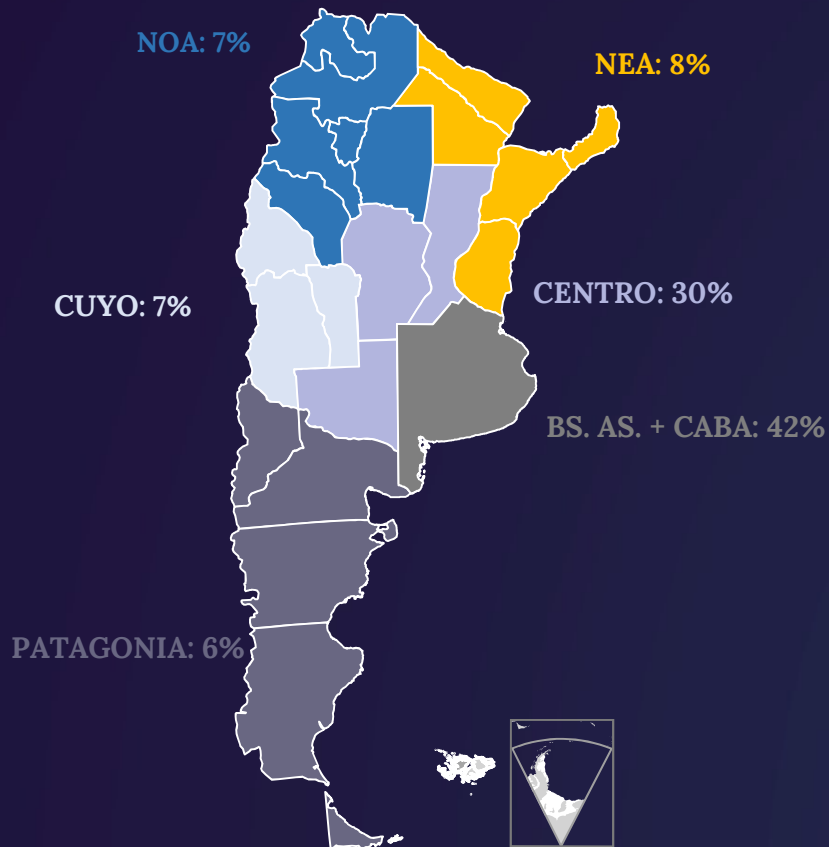 NOA: 7%
NEA: 8%
CENTRO: 30%
CUYO: 7%
BS. AS. + CABA: 42%
PATAGONIA: 6%